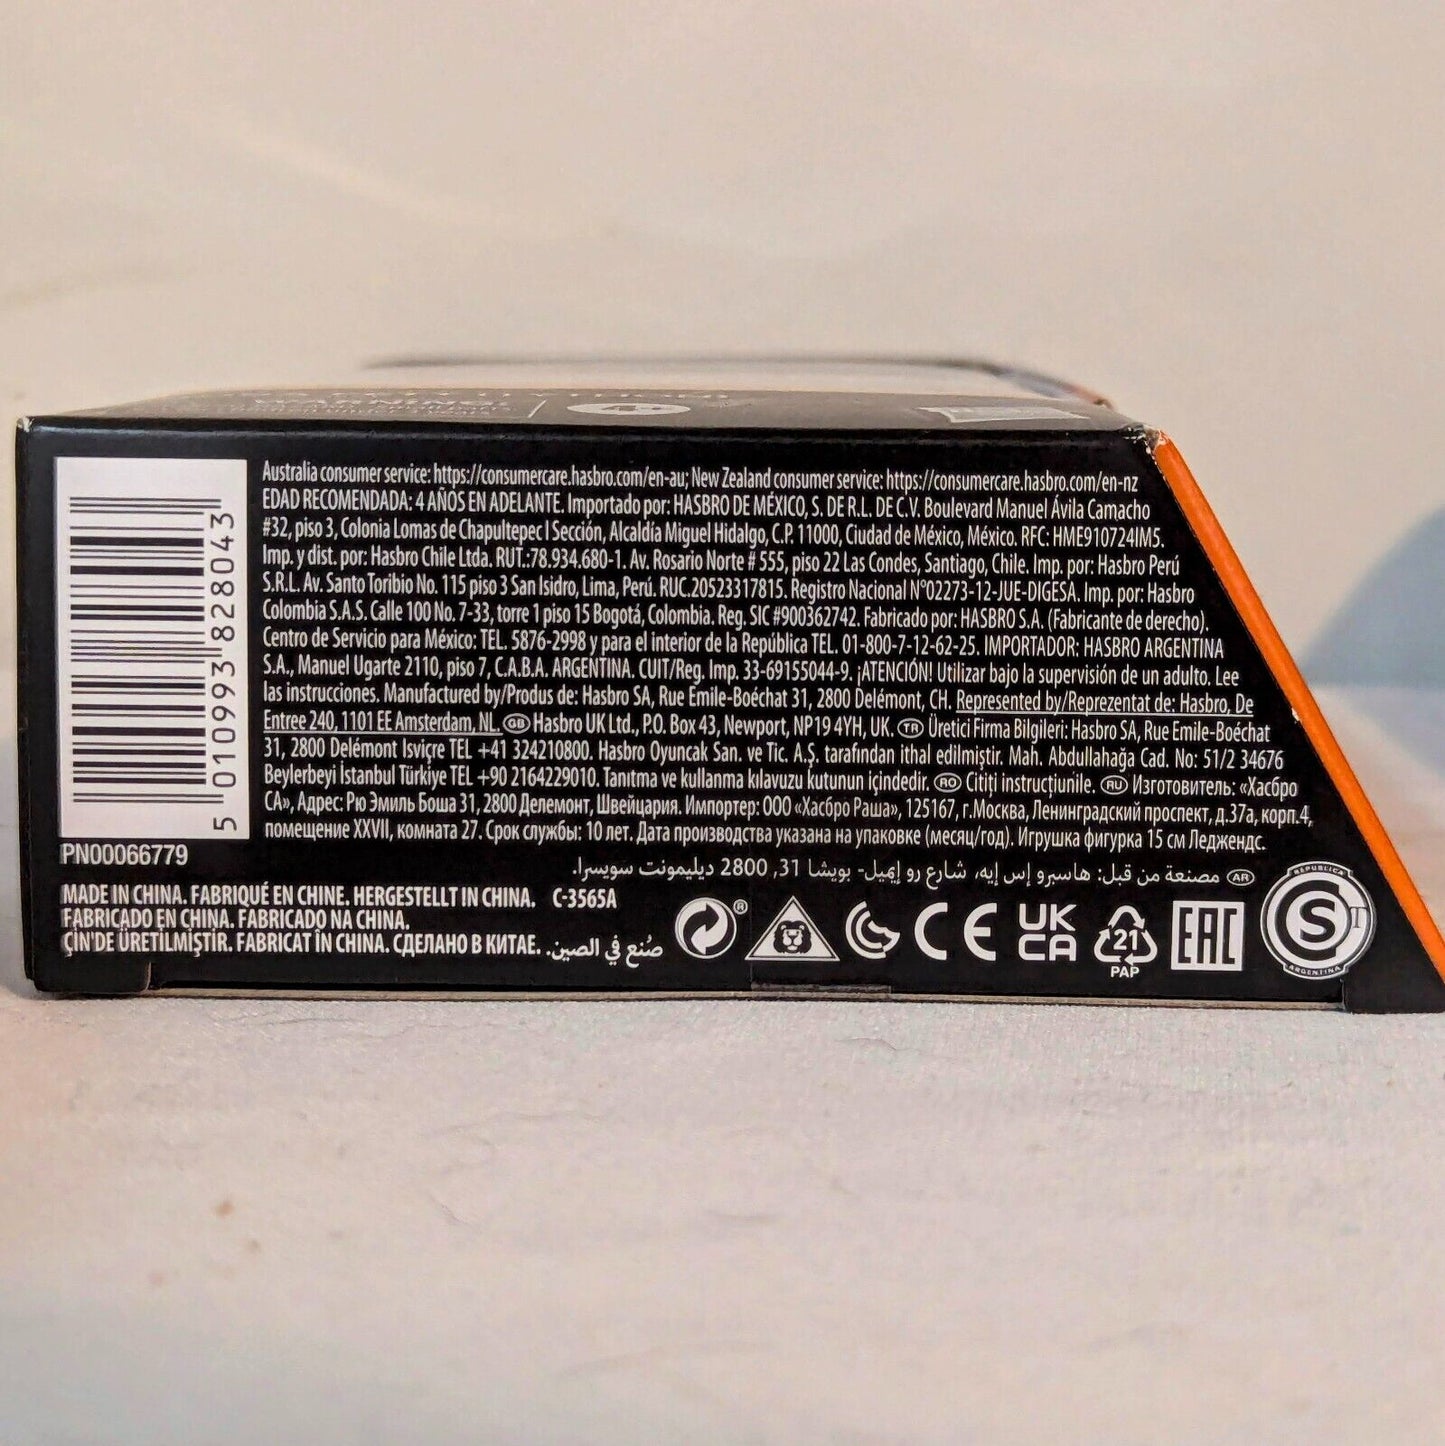 WARNING:
Australia consumer service: https://consumercare.hasbro.com/en-au; New Zealand consumer service: https://consumercare.hasbro.com/en-nz
EDAD RECOMENDADA: 4 AÑOS EN ADELANTE. Importado por: HASBRO DE MÉXICO, S. DE R.L. DE C.V. Boulevard Manuel Ávila Camacho
#32, piso 3, Colonia Lomas de Chapultepec I Sección, Alcaldía Miguel Hidalgo, C.P. 11000, Ciudad de México, México. RFC: HME910724IM5.
Imp. y dist. por: Hasbro Chile Ltda. RUT.:78.934.680-1. Av. Rosario Norte # 555, piso 22 Las Condes, Santiago, Chile. Imp. por: Hasbro Perú
S.R.L. Av. Santo Toribio No. 115 piso 3 San Isidro, Lima, Perú. RUC.20523317815. Registro Nacional N°02273-12-JUE-DIGESA. Imp. por: Hasbro
Colombia S.A.S. Calle 100 No. 7-33, torre 1 piso 15 Bogotá, Colombia. Reg. SIC #900362742. Fabricado por: HASBRO S.A. (Fabricante de derecho).
Centro de Servicio para México: TEL. 5876-2998 y para el interior de la República TEL. 01-800-7-12-62-25. IMPORTADOR: HASBRO ARGENTINA
S.A., Manuel Ugarte 2110, piso 7, C.A.B.A. ARGENTINA. CUIT/Reg. Imp. 33-69155044-9. ¡ATENCIÓN! Utilizar bajo la supervisión de un adulto. Lee
las instrucciones. Manufactured by/Produs de: Hasbro SA, Rue Emile-Boéchat 31, 2800 Delémont, CH. Represented by/Reprezentat de: Hasbro, De
Entree 240, 1101 EE Amsterdam, NL. GB Hasbro UK Ltd., P.O. Box 43, Newport, NP19 4YH, UK. TR Üretici Firma Bilgileri: Hasbro SA, Rue Emile-Boéchat
31, 2800 Delémont Isviçre TEL +41 324210800. Hasbro Oyuncak San. ve Tic. A.Ş. tarafından ithal edilmiştir. Mah. Abdullahağa Cad. No: 51/2 34676
Beylerbeyi İstanbul Türkiye TEL +90 2164229010. Tanıtma ve kullanma kılavuzu kutunun içindedir. RO Citiți instrucțiunile. RU Изготовитель: «Хасбро
СА», Адрес: Рю Эмиль Боша 31, 2800 Делемонт, Швейцария. Импортер: ООО «Хасбро Раша», 125167, г.Москва, Ленинградский проспект, д.37а, корп.4,
помещение XXVII, комната 27. Срок службы: 10 лет. Дата производства указана на упаковке (месяц/год). Игрушка фигурка 15 см Леджендс.
AR مصنعة من قبل: هاسبرو إس إيه، شارع رو إيميل- بويشا 31, 2800 ديليمونت سويسرا.
5 010993 828043
PN00066779
MADE IN CHINA. FABRIQUÉ EN CHINE. HERGESTELLT IN CHINA. C-3565A
FABRICADO EN CHINA. FABRICADO NA CHINA.
ÇİN'DE ÜRETİLMİŞTİR. FABRICAT ÎN CHINA. СДЕЛАНО В КИТАЕ. صُنع في الصين.
®
CE
UK
CA
21
PAP
EAC
REPUBLICA
S
T
ARGENTINA